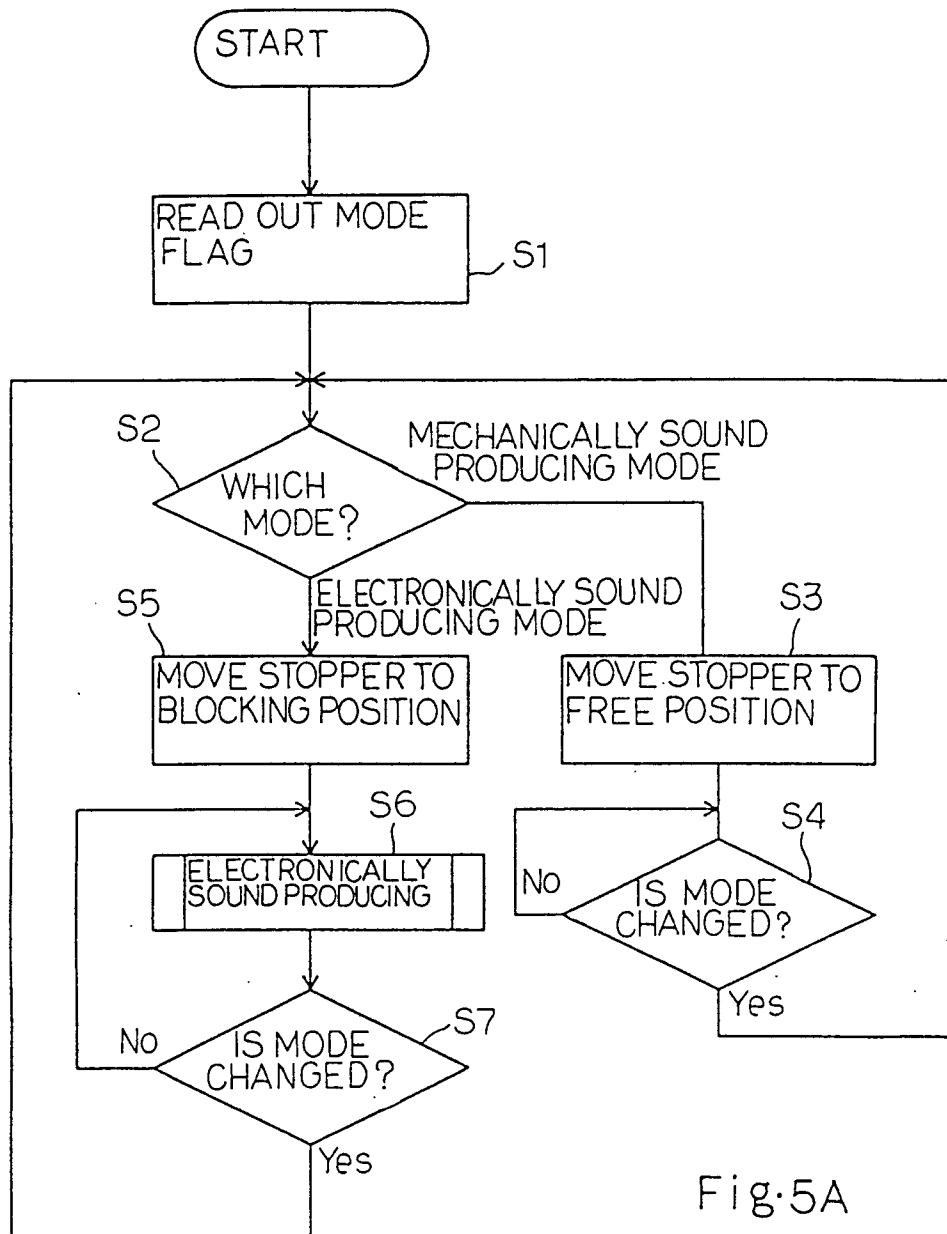 START
READ OUT MODE
FLAG
S1
S2
MECHANICALLY SOUND
PRODUCING MODE
WHICH
MODE?
ELECTRONICALLY SOUND
PRODUCING MODE
S5
S3
MOVE STOPPER TO
BLOCKING POSITION
MOVE STOPPER TO
FREE POSITION
S6
S4
ELECTRONICALLY
SOUND PRODUCING
No
IS MODE
CHANGED?
Yes
S7
No
IS MODE
CHANGED?
Yes
Fig.5A